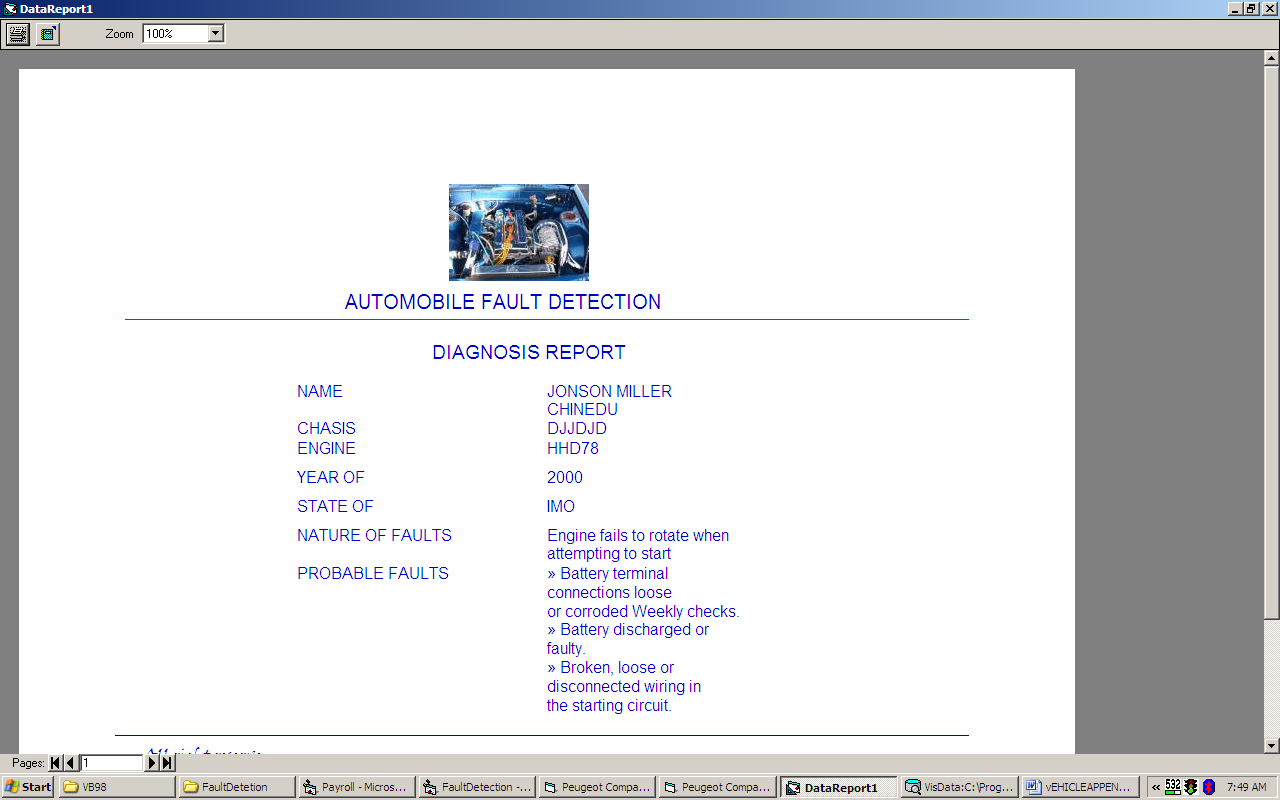 DataReport1
Zoom 100%
AUTOMOBILE FAULT DETECTION
DIAGNOSIS REPORT
NAME JONSON MILLER
CHINEDU
CHASIS DJJDJD
ENGINE HHD78
YEAR OF 2000
STATE OF IMO
NATURE OF FAULTS Engine fails to rotate when
attempting to start
PROBABLE FAULTS » Battery terminal
connections loose
or corroded Weekly checks.
» Battery discharged or
faulty.
» Broken, loose or
disconnected wiring in
the starting circuit.
Pages: 1
Start VB98 FaultDetetion Payroll - Micros... FaultDetection -... Peugeot Compa... Peugeot Compa... DataReport1 VisData:C:\Prog... vEHICLEAPPEN... « 532 7:49 AM